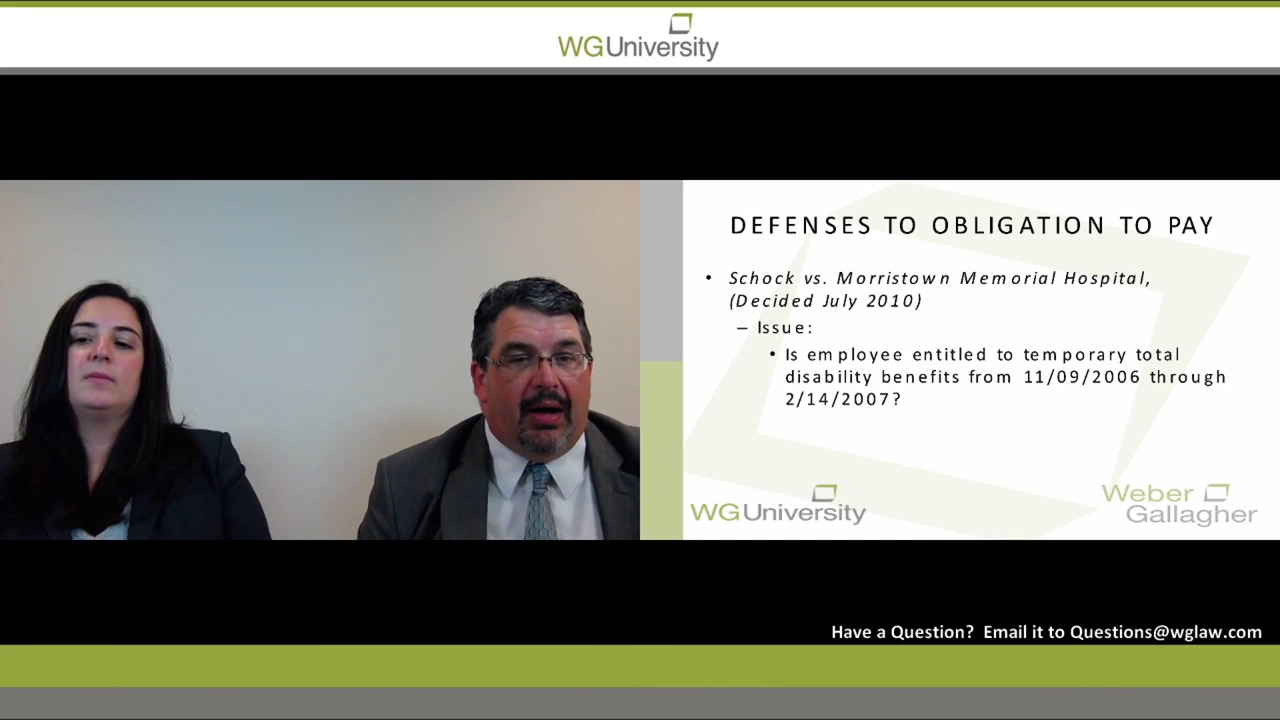 WGUniversity
DEFENSES TO OBLIGATION TO PAY
• Schock vs. Morristown Memorial Hospital,
(Decided July 2010)
– Issue:
• Is employee entitled to temporary total
disability benefits from 11/09/2006 through
2/14/2007?
WGUniversity
Weber
Gallagher
Have a Question? Email it to Questions@wglaw.com